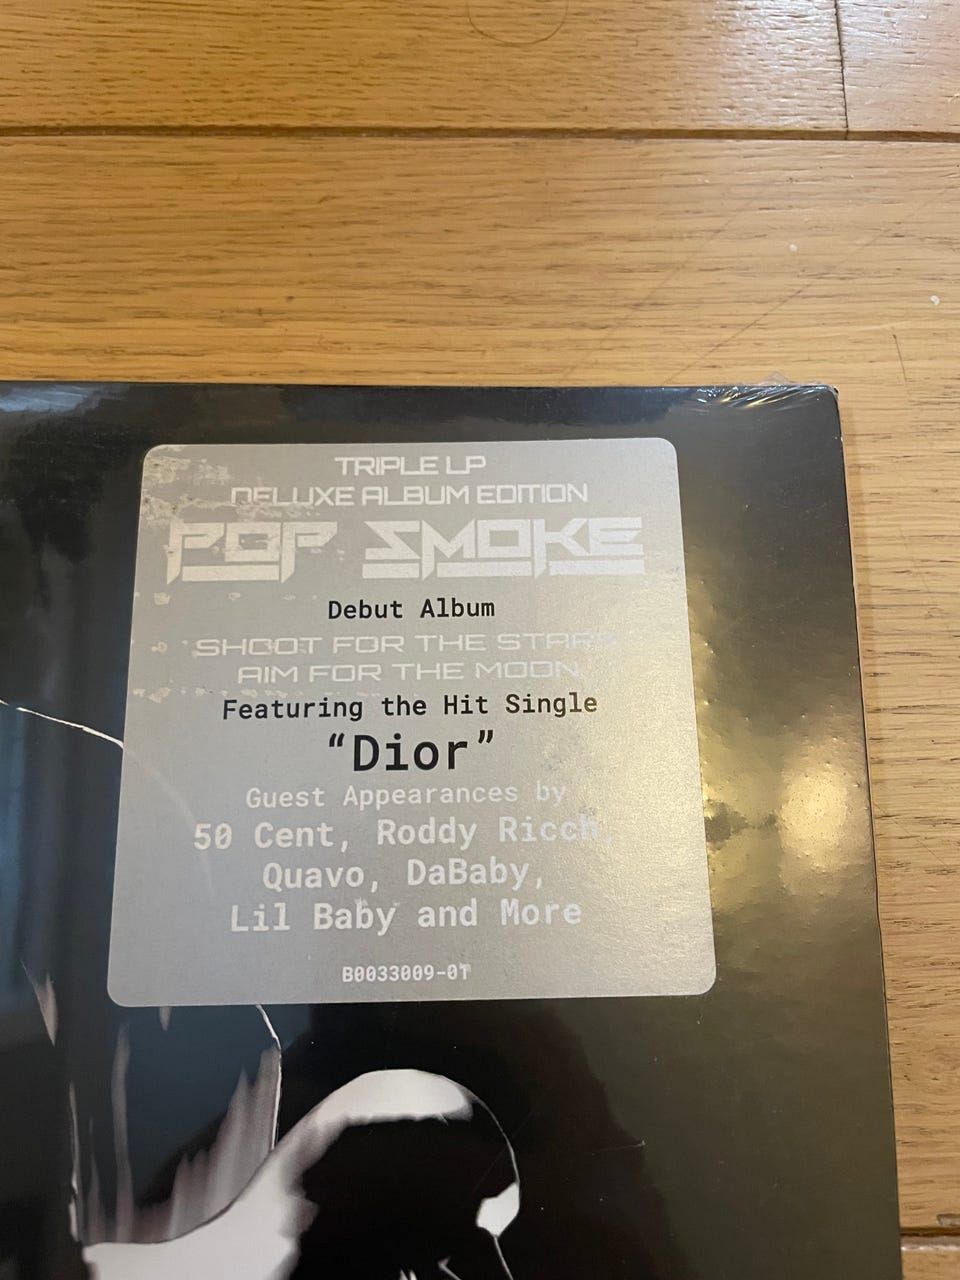 TRIPLE LP
DELUXE ALBUM EDITION
POP SMOKE
Debut Album
SHOOT FOR THE STARS
AIM FOR THE MOON
Featuring the Hit Single
“Dior”
Guest Appearances by
50 Cent, Roddy Ricch,
Quavo, DaBaby,
Lil Baby and More
B0033009-01